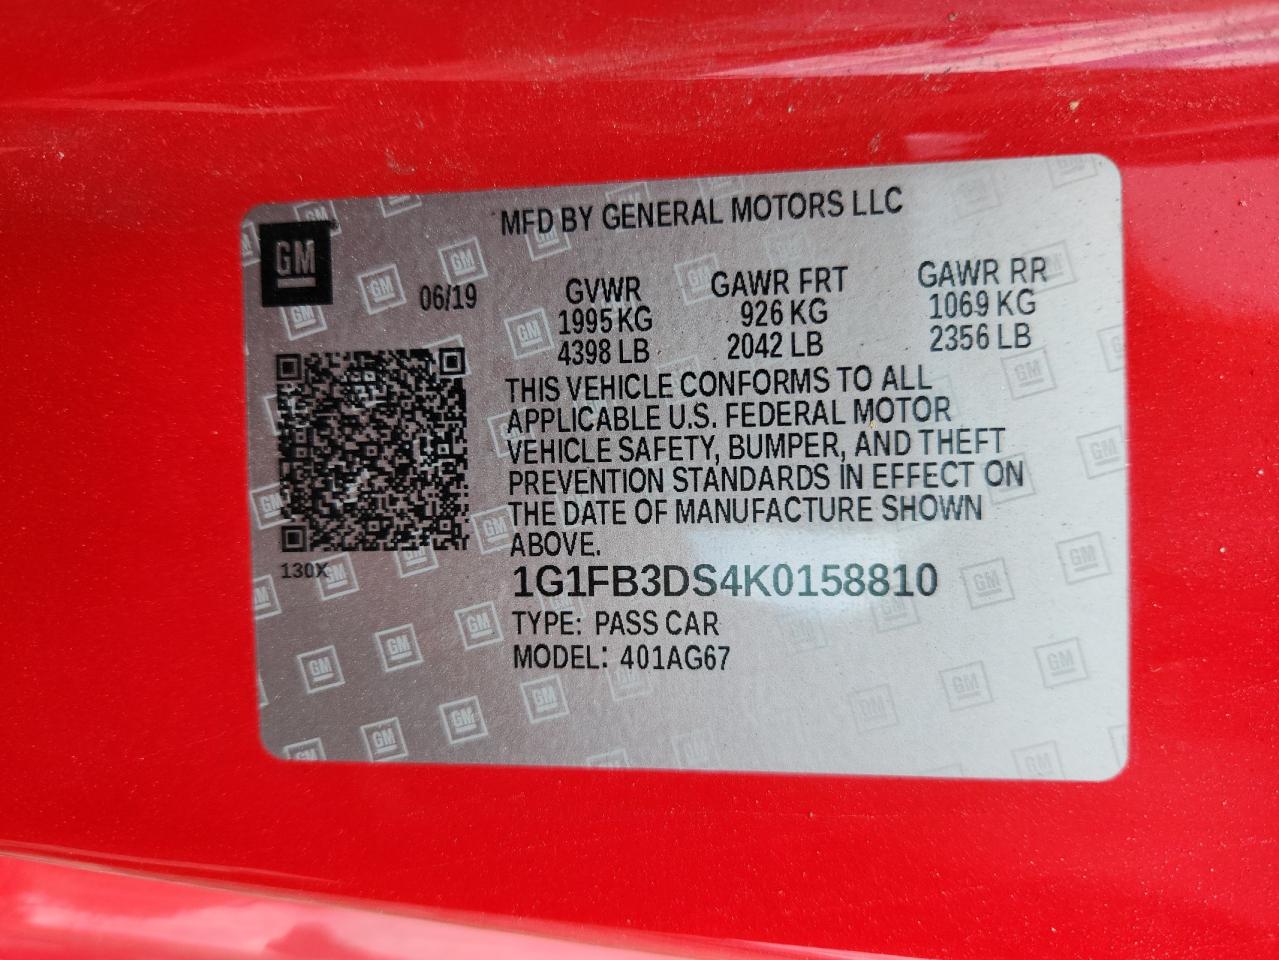 MFD BY GENERAL MOTORS LLC
GM
06/19
GVWR GAWR FRT GAWR RR
1995 KG 926 KG 1069 KG
4398 LB 2042 LB 2356 LB
THIS VEHICLE CONFORMS TO ALL
APPLICABLE U.S. FEDERAL MOTOR
VEHICLE SAFETY, BUMPER, AND THEFT
PREVENTION STANDARDS IN EFFECT ON
THE DATE OF MANUFACTURE SHOWN
ABOVE.
130X
1G1FB3DS4K0158810
TYPE: PASS CAR
MODEL: 401AG67